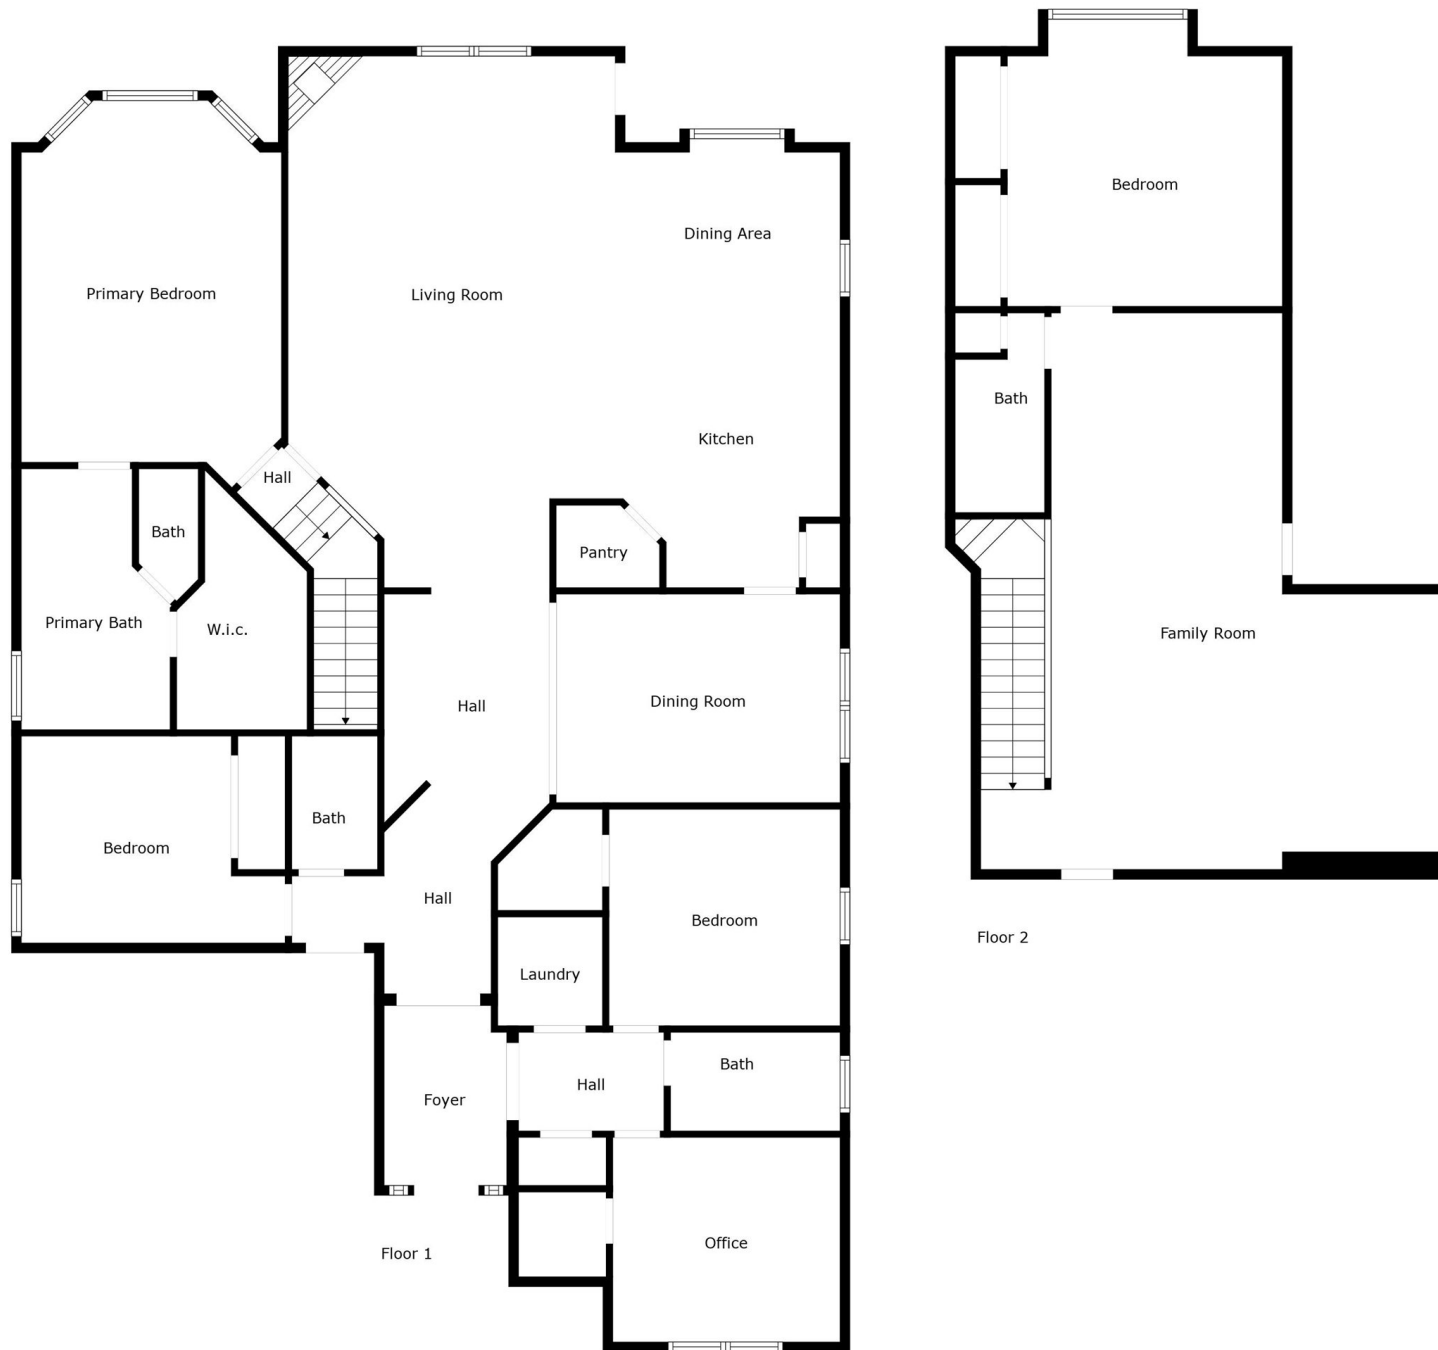 Primary Bedroom
Living Room
Dining Area
Kitchen
Hall
Bath
Pantry
Primary Bath
W.i.c.
Hall
Dining Room
Bedroom
Bath
Hall
Bedroom
Laundry
Foyer
Hall
Bath
Office
Floor 1
Bedroom
Bath
Family Room
Floor 2